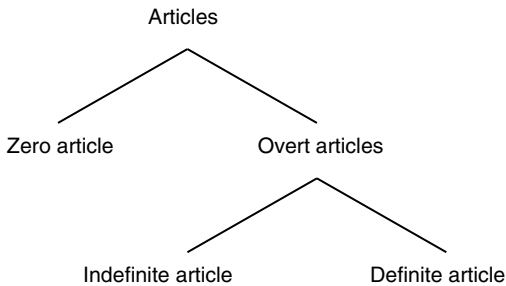 Articles
Zero article
Overt articles
Indefinite article
Definite article